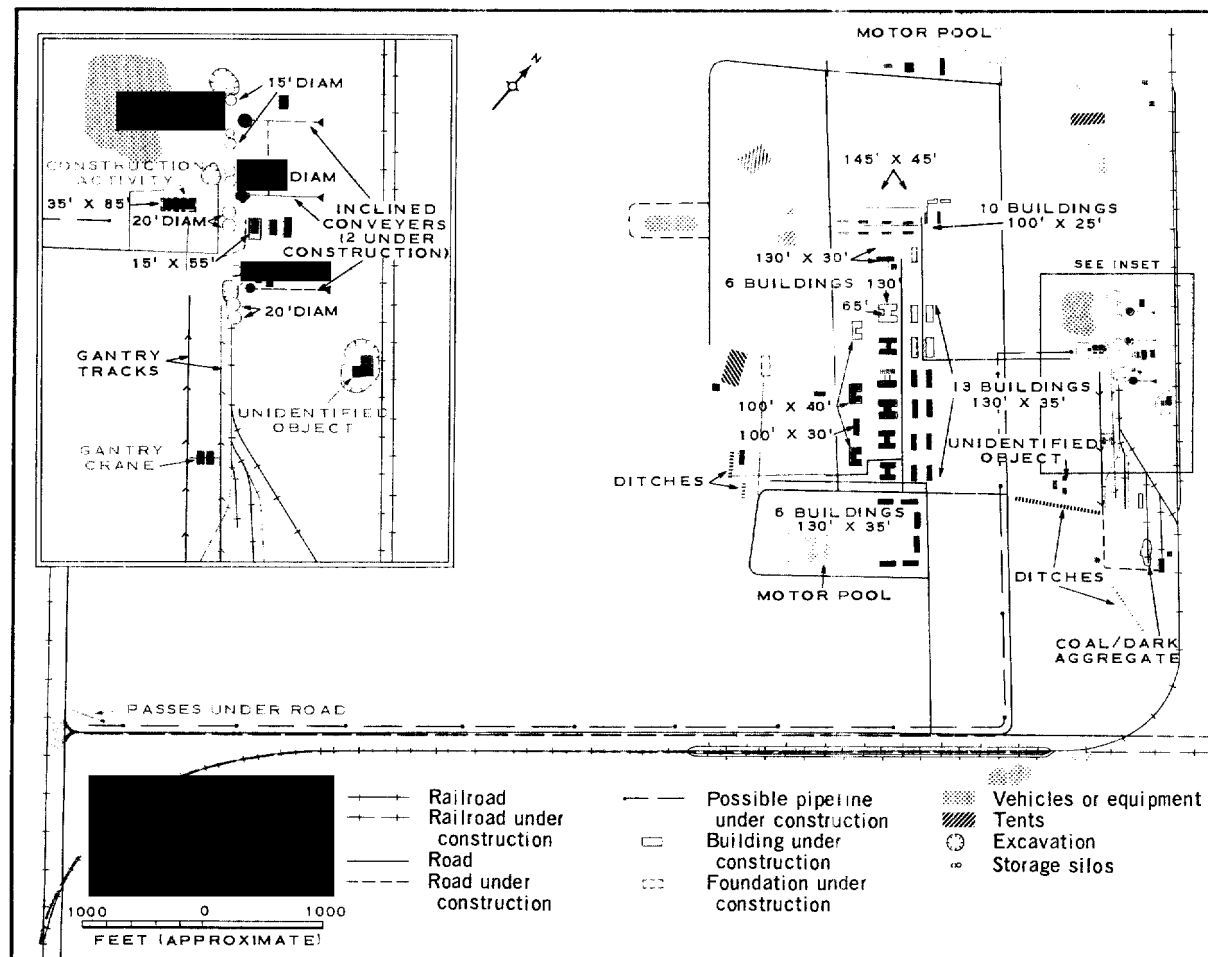 MOTOR POOL
N
15' DIAM
CONSTRUCTION
ACTIVITY
DIAM
35' X 85'
20' DIAM
15' X 55'
INCLINED
CONVEYERS
(2 UNDER
CONSTRUCTION)
20' DIAM
GANTRY
TRACKS
UNIDENTIFIED
OBJECT
GANTRY
CRANE
145' X 45'
10 BUILDINGS
100' X 25'
130' X 30'
6 BUILDINGS 130'
65'
SEE INSET
100' X 40'
100' X 30'
13 BUILDINGS
130' X 35'
UNIDENTIFIED
OBJECT
DITCHES
6 BUILDINGS
130' X 35'
MOTOR POOL
DITCHES
COAL/DARK
AGGREGATE
PASSES UNDER ROAD
Railroad
Railroad under
construction
Road
Road under
construction
Possible pipeline
under construction
Building under
construction
Foundation under
construction
Vehicles or equipment
Tents
Excavation
Storage silos
1000 0 1000
FEET (APPROXIMATE)